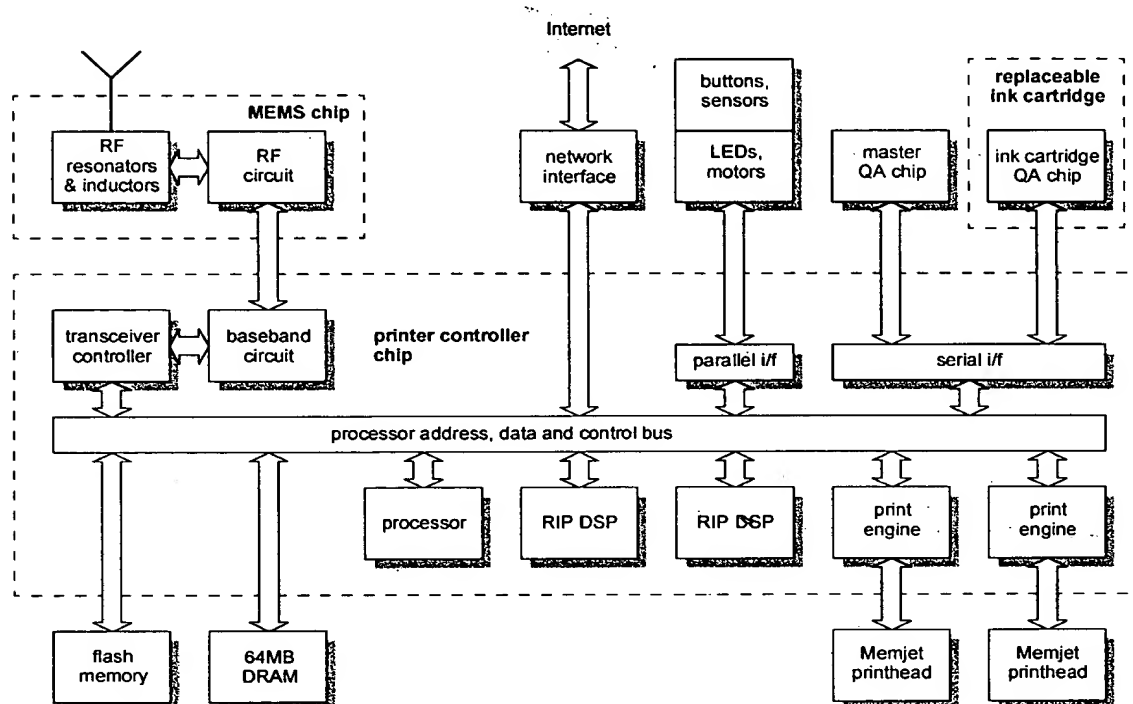 Internet
MEMS chip
RF
resonators
& inductors
RF
circuit
network
interface
buttons,
sensors
LEDs,
motors
master
QA chip
replaceable
ink cartridge
ink cartridge
QA chip
transceiver
controller
baseband
circuit
printer controller
chip
parallel i/f
serial i/f
processor address, data and control bus
processor
RIP DSP
RIP DSP
print
engine
print
engine
flash
memory
64MB
DRAM
Memjet
printhead
Memjet
printhead